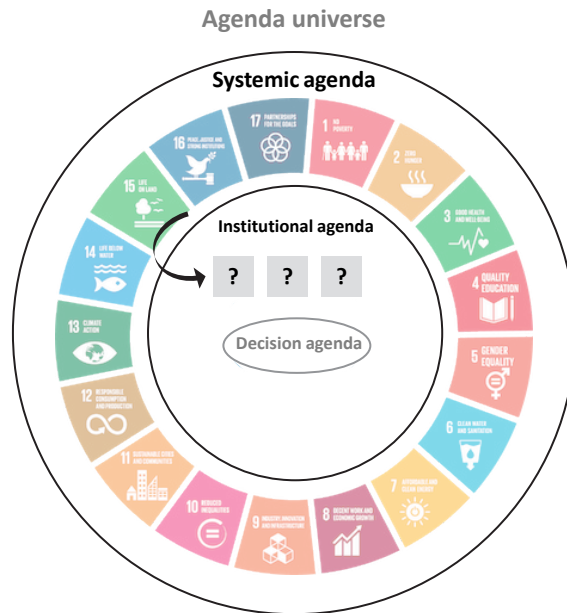 Agenda universe
Systemic agenda
17 PARTNERSHIPS
FOR THE GOALS
1 NO
POVERTY
2 ZERO
HUNGER
3 GOOD HEALTH
AND WELL-BEING
4 QUALITY
EDUCATION
5 GENDER
EQUALITY
6 CLEAN WATER
AND SANITATION
7 AFFORDABLE AND
CLEAN ENERGY
8 DECENT WORK AND
ECONOMIC GROWTH
9 INDUSTRY, INNOVATION
AND INFRASTRUCTURE
10 REDUCED
INEQUALITIES
11 SUSTAINABLE CITIES
AND COMMUNITIES
12 RESPONSIBLE
CONSUMPTION
AND PRODUCTION
13 CLIMATE
ACTION
14 LIFE BELOW
WATER
15 LIFE
ON LAND
16 PEACE, JUSTICE AND
STRONG INSTITUTIONS
Institutional agenda
? ? ?
Decision agenda